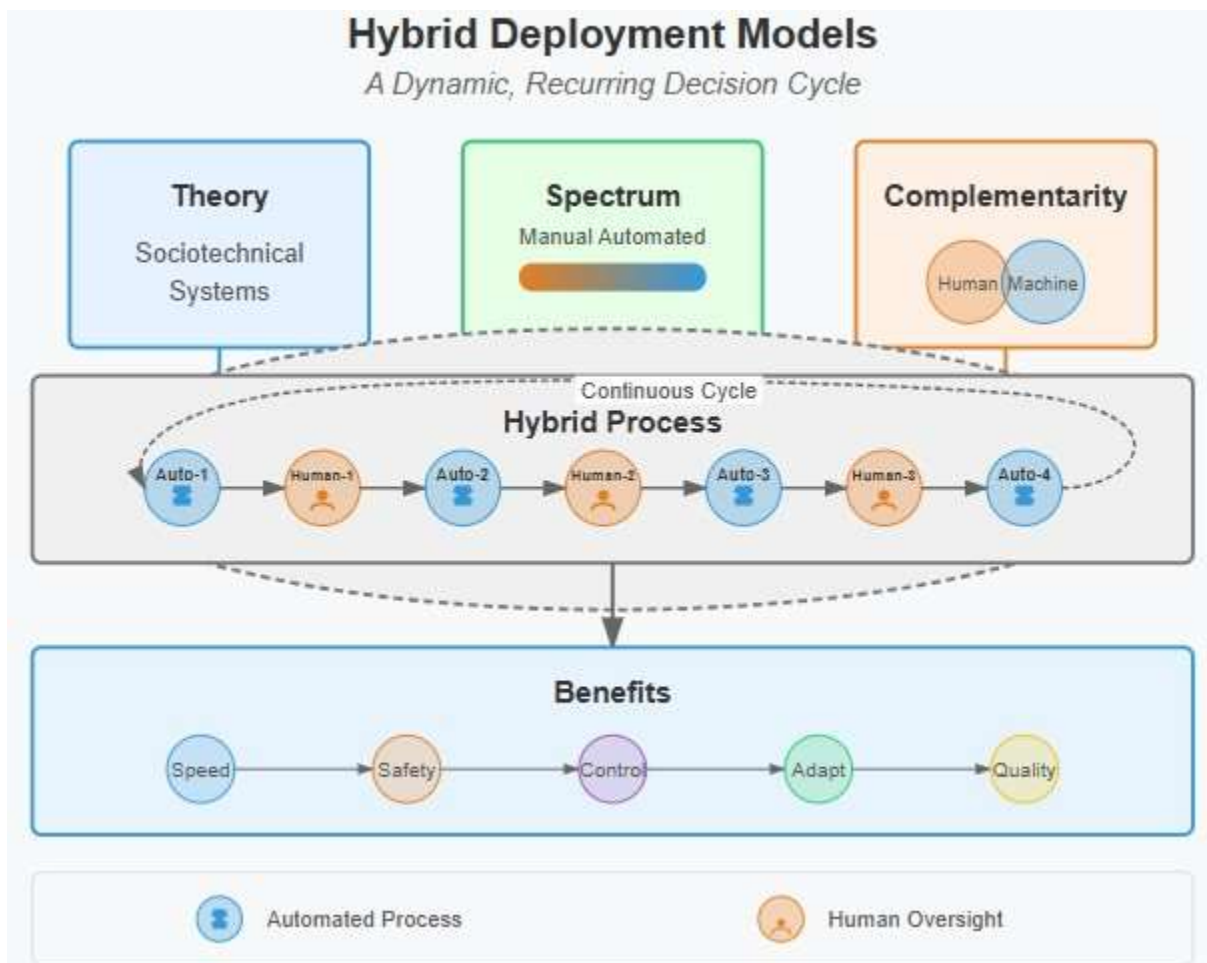 Hybrid Deployment Models
A Dynamic, Recurring Decision Cycle
Theory
Sociotechnical
Systems
Spectrum
Manual Automated
Complementarity
Human Machine
Continuous Cycle
Hybrid Process
Auto-1 Human-1 Auto-2 Human-2 Auto-3 Human-3 Auto-4
Benefits
Speed Safety Control Adapt Quality
Automated Process Human Oversight